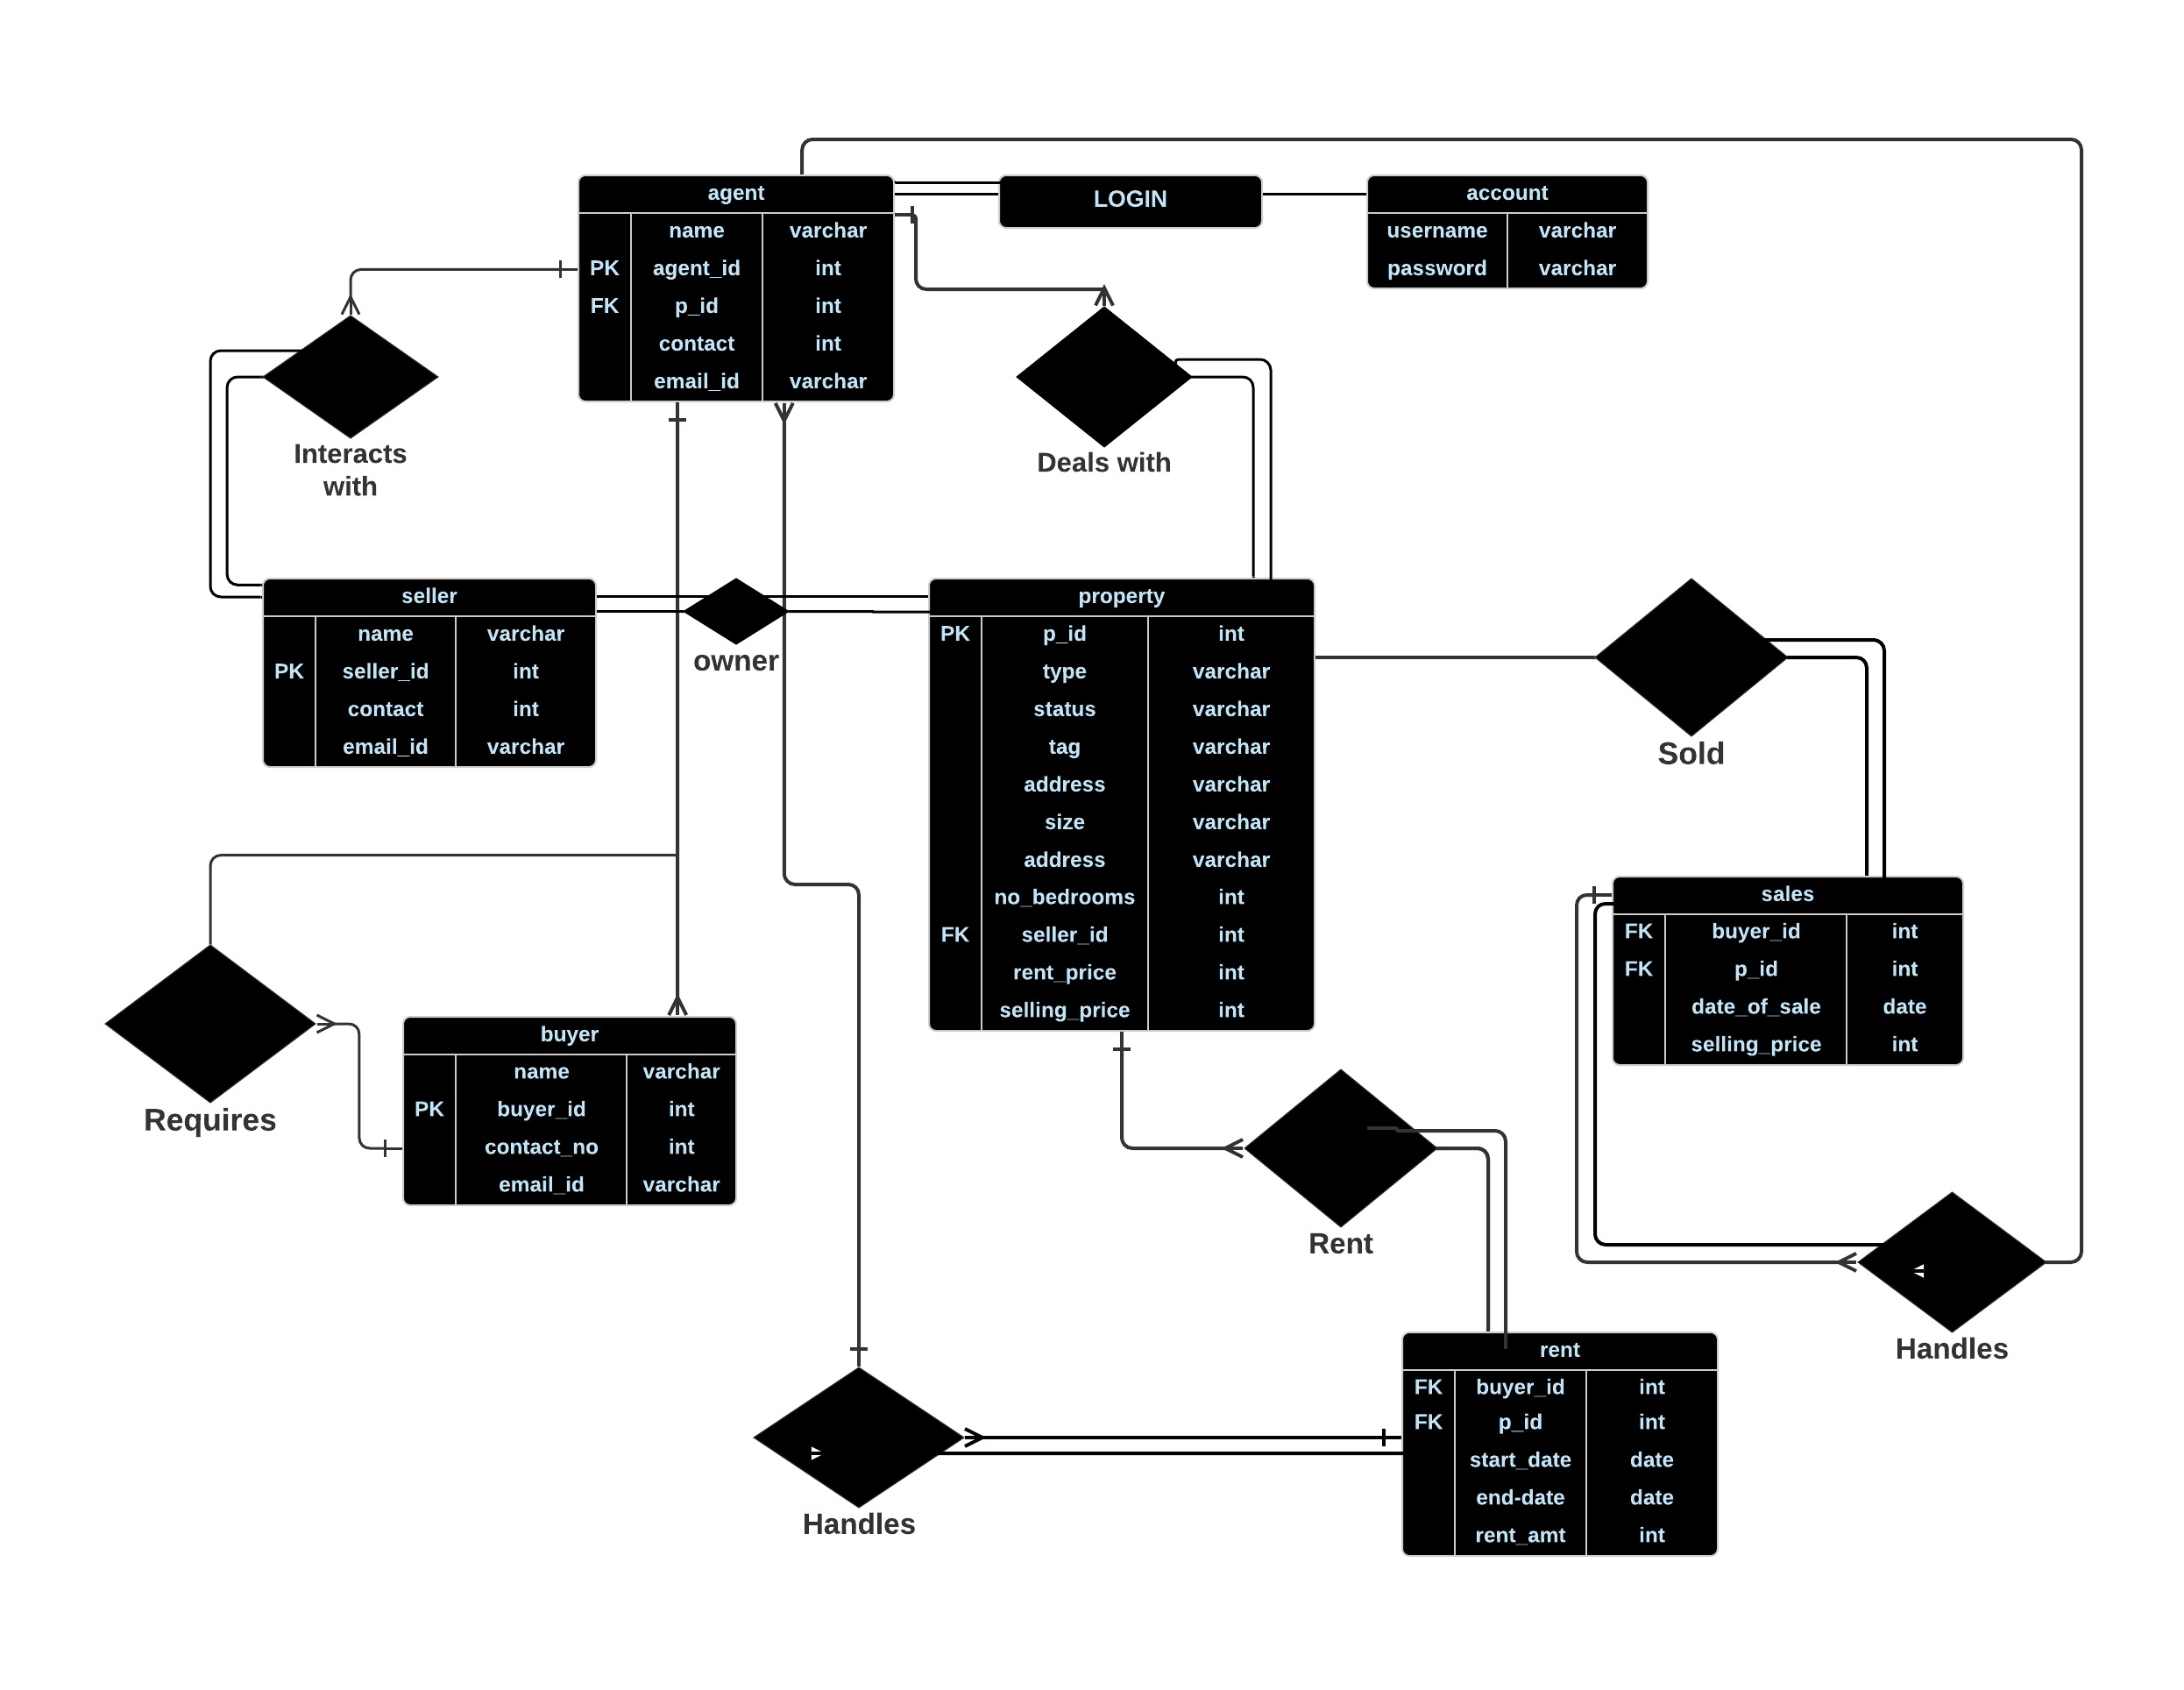 agent
name varchar
PK agent_id int
FK p_id int
contact int
email_id varchar
LOGIN
account
username varchar
password varchar
Interacts
with
Deals with
seller
name varchar
PK seller_id int
contact int
email_id varchar
owner
property
PK p_id int
type varchar
status varchar
tag varchar
address varchar
size varchar
address varchar
no_bedrooms int
FK seller_id int
rent_price int
selling_price int
Sold
sales
FK buyer_id int
FK p_id int
date_of_sale date
selling_price int
Requires
buyer
name varchar
PK buyer_id int
contact_no int
email_id varchar
Rent
Handles
rent
FK buyer_id int
FK p_id int
start_date date
end-date date
rent_amt int
Handles